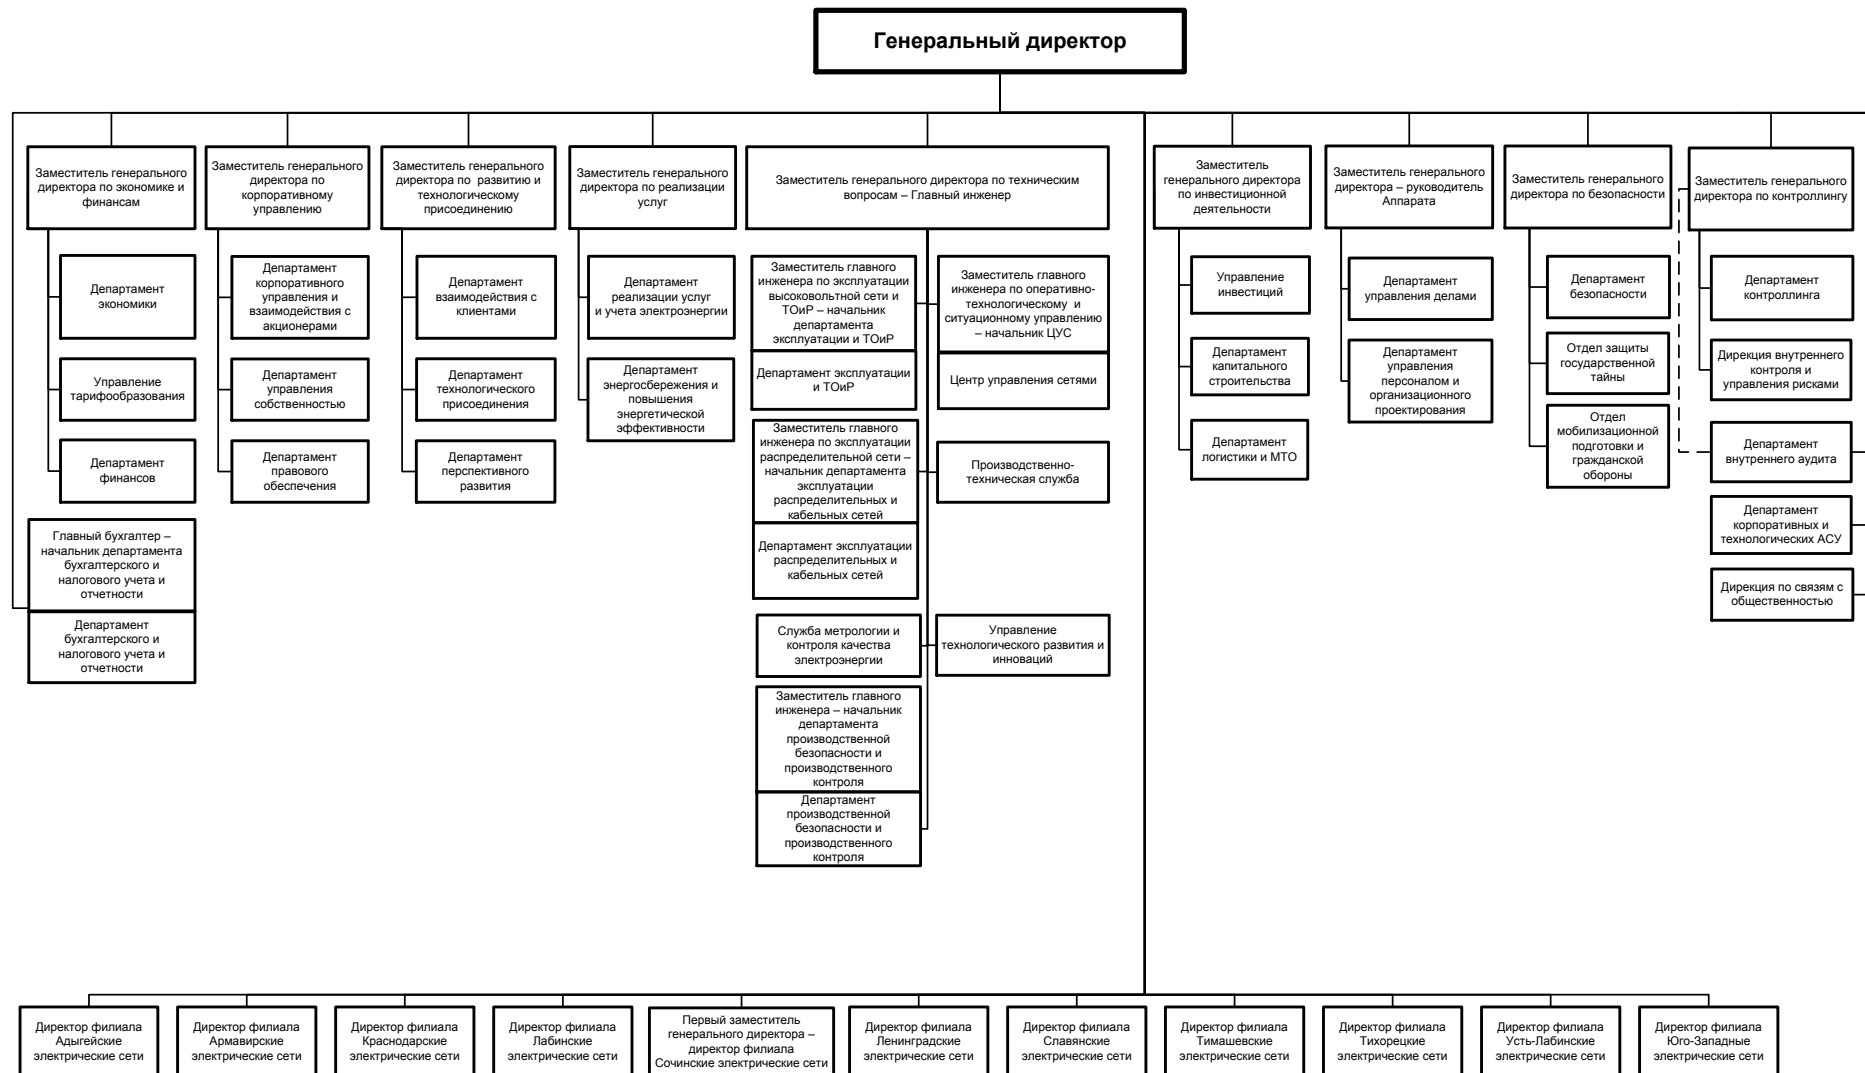 Генеральный директор
Заместитель генерального
директора по экономике и
финансам
Заместитель генерального
директора по
корпоративному
управлению
Заместитель генерального
директора по развитию и
технологическому
присоединению
Заместитель генерального
директора по реализации
услуг
Заместитель генерального директора по техническим
вопросам – Главный инженер
Заместитель
генерального директора
по инвестиционной
деятельности
Заместитель генерального
директора – руководитель
Аппарата
Заместитель генерального
директора по безопасности
Заместитель генерального
директора по контроллингу
Департамент
экономики
Управление
тарифообразования
Департамент
финансов
Главный бухгалтер –
начальник департамента
бухгалтерского и
налогового учета и
отчетности
Департамент
бухгалтерского и
налогового учета и
отчетности
Департамент
корпоративного
управления и
взаимодействия с
акционерами
Департамент
управления
собственностью
Департамент
правового
обеспечения
Департамент
взаимодействия с
клиентами
Департамент
технологического
присоединения
Департамент
перспективного
развития
Департамент
реализации услуг
и учета электроэнергии
Департамент
энергосбережения и
повышения
энергетической
эффективности
Заместитель главного
инженера по эксплуатации
высоковольтной сети и
ТОиР – начальник
департамента
эксплуатации и ТОиР
Департамент эксплуатации
и ТОиР
Заместитель главного
инженера по эксплуатации
распределительной сети –
начальник департамента
эксплуатации
распределительных и
кабельных сетей
Департамент эксплуатации
распределительных и
кабельных сетей
Служба метрологии и
контроля качества
электроэнергии
Заместитель главного
инженера – начальник
департамента
производственной
безопасности и
производственного
контроля
Департамент
производственной
безопасности и
производственного
контроля
Заместитель главного
инженера по оперативно-
технологическому и
ситуационному управлению
– начальник ЦУС
Центр управления сетями
Производственно-
техническая служба
Управление
технологического развития и
инноваций
Управление
инвестиций
Департамент
капитального
строительства
Департамент
логистики и МТО
Департамент
управления делами
Департамент
управления
персоналом и
организационного
проектирования
Департамент
безопасности
Отдел защиты
государственной
тайны
Отдел
мобилизационной
подготовки и
гражданской
обороны
Департамент
контроллинга
Дирекция внутреннего
контроля и
управления рисками
Департамент
внутреннего аудита
Департамент
корпоративных и
технологических АСУ
Дирекция по связям с
общественностью
Директор филиала
Адыгейские
электрические сети
Директор филиала
Армавирские
электрические сети
Директор филиала
Краснодарские
электрические сети
Директор филиала
Лабинские
электрические сети
Первый заместитель
генерального директора –
директор филиала
Сочинские электрические сети
Директор филиала
Ленинградские
электрические сети
Директор филиала
Славянские
электрические сети
Директор филиала
Тимашевские
электрические сети
Директор филиала
Тихорецкие
электрические сети
Директор филиала
Усть-Лабинские
электрические сети
Директор филиала
Юго-Западные
электрические сети